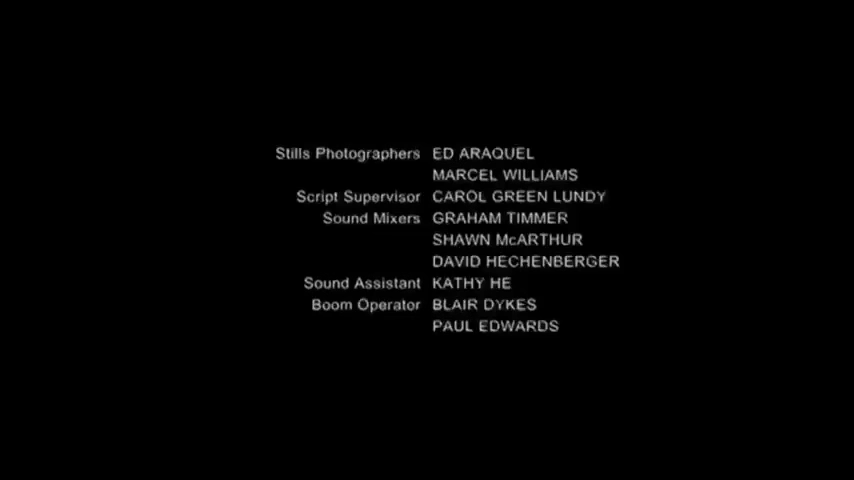 Stills Photographers ED ARAQUEL
MARCEL WILLIAMS
Script Supervisor CAROL GREEN LUNDY
Sound Mixers GRAHAM TIMMER
SHAWN McARTHUR
DAVID HECHENBERGER
Sound Assistant KATHY HE
Boom Operator BLAIR DYKES
PAUL EDWARDS